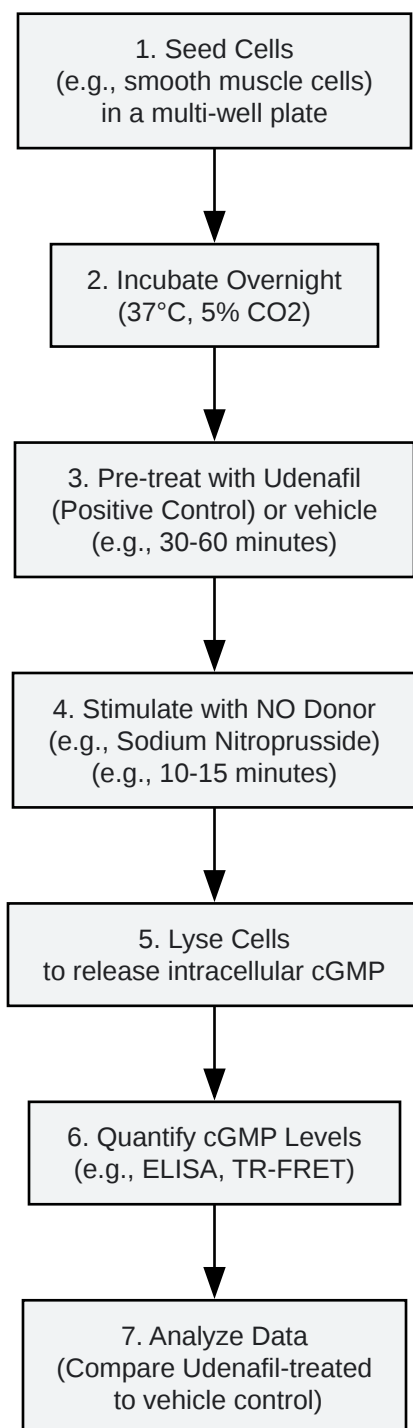 1. Seed Cells
(e.g., smooth muscle cells)
in a multi-well plate
2. Incubate Overnight
(37°C, 5% CO2)
3. Pre-treat with Udenafil
(Positive Control) or vehicle
(e.g., 30-60 minutes)
4. Stimulate with NO Donor
(e.g., Sodium Nitroprusside)
(e.g., 10-15 minutes)
5. Lyse Cells
to release intracellular cGMP
6. Quantify cGMP Levels
(e.g., ELISA, TR-FRET)
7. Analyze Data
(Compare Udenafil-treated
to vehicle control)